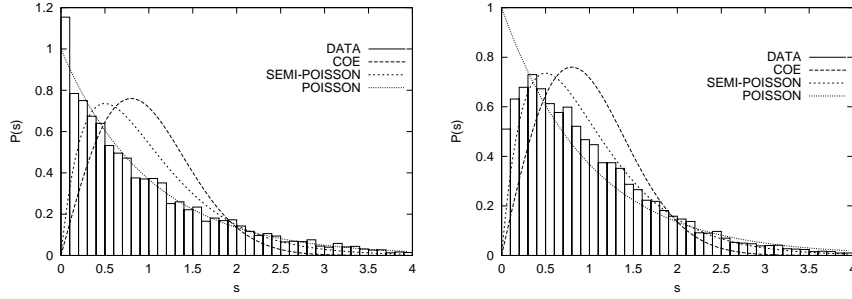 1.2
1
0.8
0.6
0.4
0.2
0
P(s)
DATA
COE
SEMI-POISSON
POISSON
0 0.5 1 1.5 2 2.5 3 3.5 4
s
1
0.8
0.6
0.4
0.2
0
P(s)
DATA
COE
SEMI-POISSON
POISSON
0 0.5 1 1.5 2 2.5 3 3.5 4
s